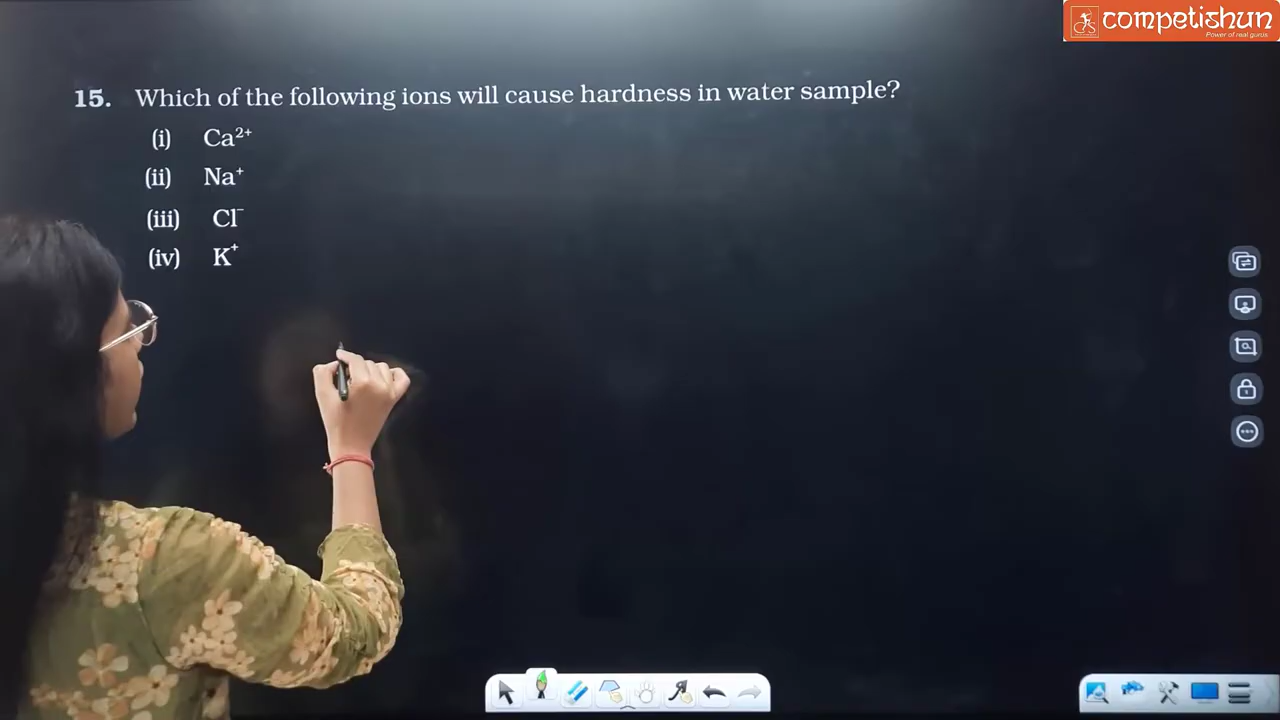 competishun
Power of real gurus
15. Which of the following ions will cause hardness in water sample?
(i) Ca²⁺
(ii) Na⁺
(iii) Cl⁻
(iv) K⁺